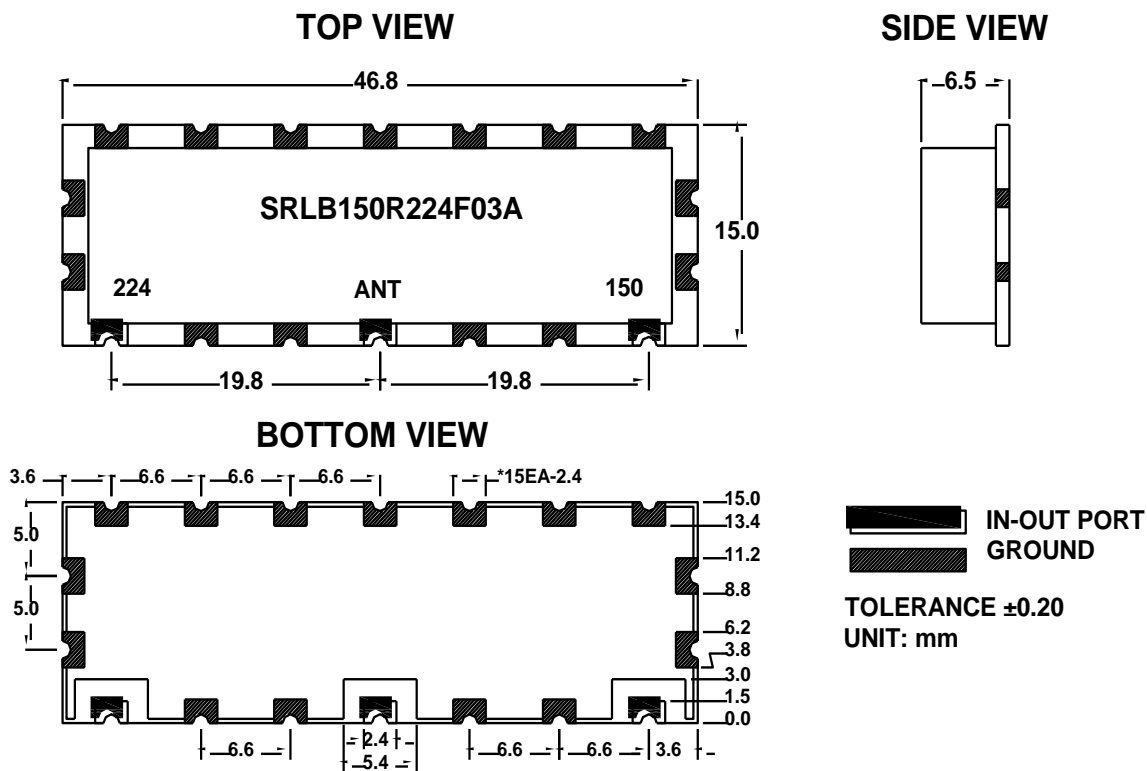 TOP VIEW
SIDE VIEW
46.8
6.5
SRLB150R224F03A
15.0
224
ANT
150
19.8
19.8
BOTTOM VIEW
3.6
6.6
6.6
6.6
*15EA-2.4
15.0
13.4
11.2
8.8
6.2
3.8
3.0
1.5
0.0
5.0
5.0
IN-OUT PORT
GROUND
TOLERANCE ±0.20
UNIT: mm
6.6
2.4
5.4
6.6
6.6
3.6